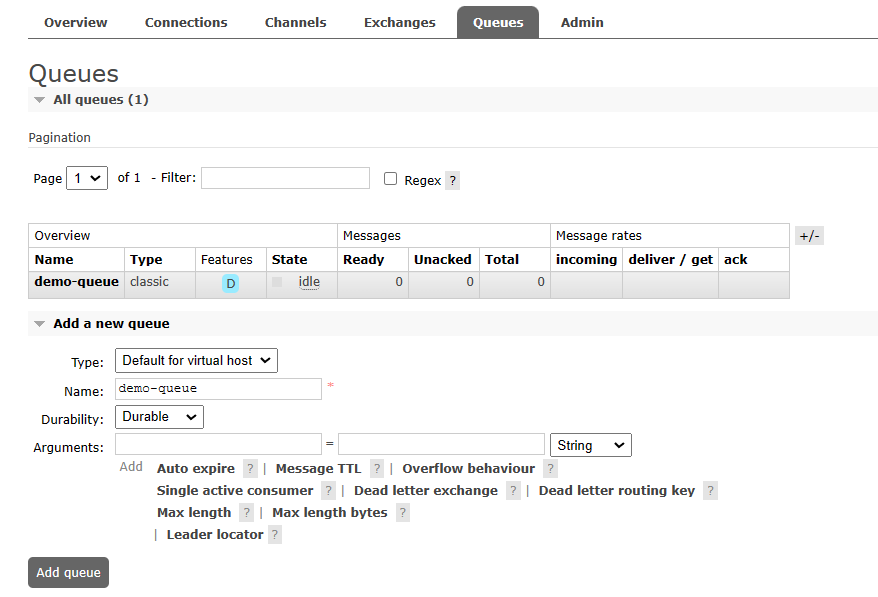 Overview Connections Channels Exchanges Queues Admin
Queues
All queues (1)
Pagination
Page 1 of 1 - Filter: Regex ?
Overview Messages Message rates +/-
Name Type Features State Ready Unacked Total incoming deliver / get ack
demo-queue classic D idle 0 0 0
Add a new queue
Type: Default for virtual host
Name: demo-queue *
Durability: Durable
Arguments: = String
Add Auto expire ? | Message TTL ? | Overflow behaviour ?
Single active consumer ? | Dead letter exchange ? | Dead letter routing key ?
Max length ? | Max length bytes ?
| Leader locator ?
Add queue